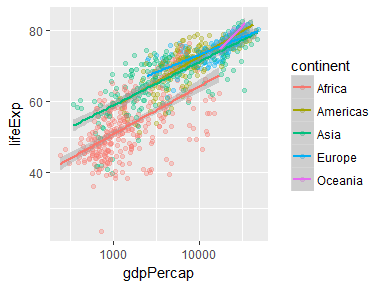 80
60
40
lifeExp
1000
10000
gdpPercap
continent
Africa
Americas
Asia
Europe
Oceania